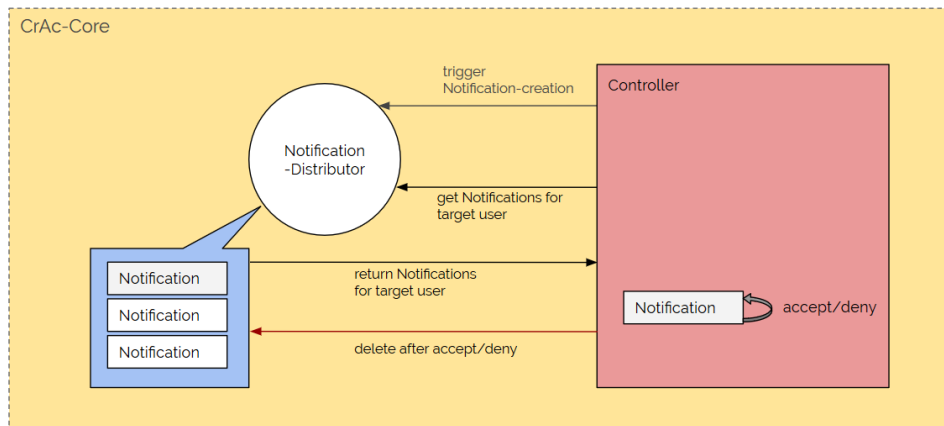 CrAc-Core
trigger
Notification-creation
Controller
Notification
-Distributor
get Notifications for
target user
Notification
Notification
Notification
return Notifications
for target user
Notification
accept/deny
delete after accept/deny